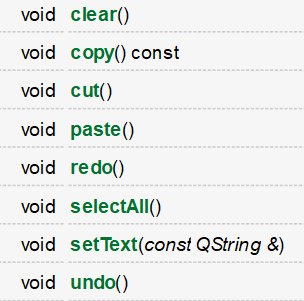 void clear()
void copy() const
void cut()
void paste()
void redo()
void selectAll()
void setText(const QString &)
void undo()